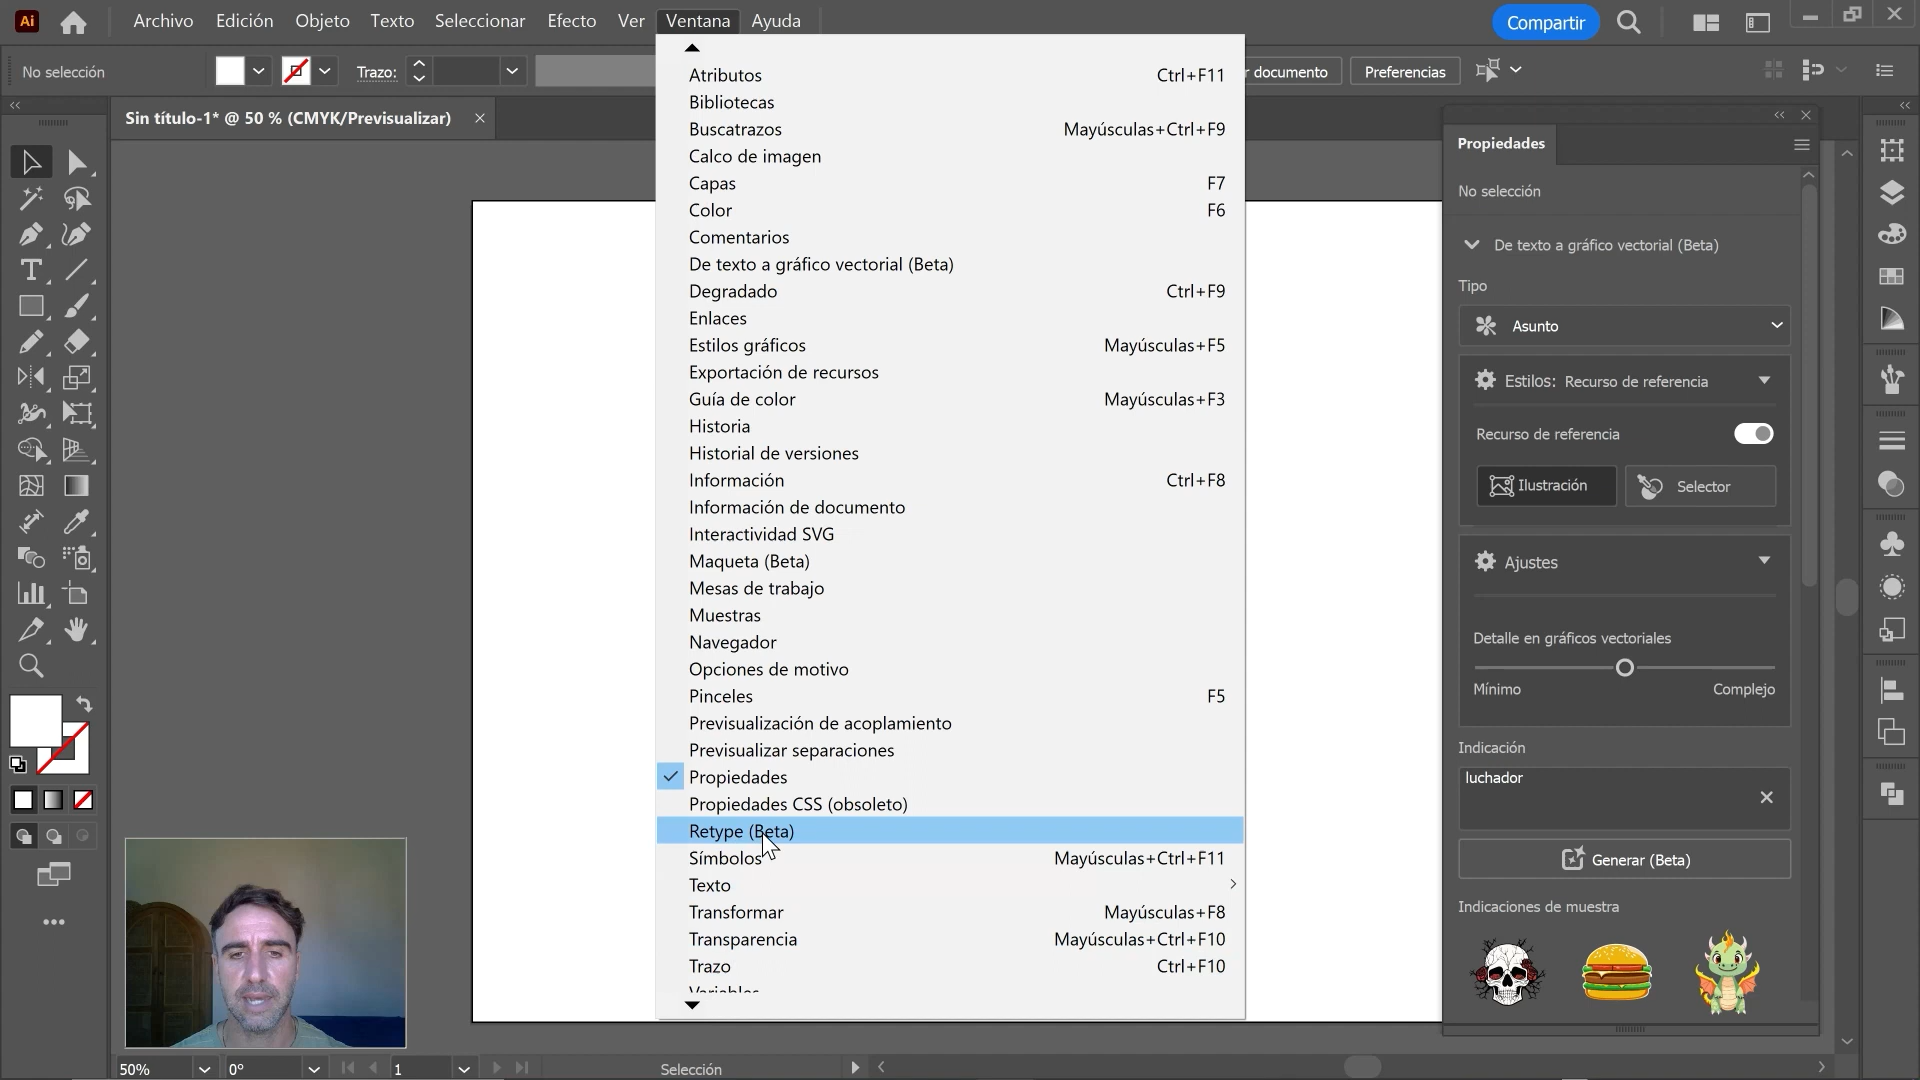 Ai
Archivo Edición Objeto Texto Seleccionar Efecto Ver Ventana Ayuda
Compartir
No selección
Trazo:
r documento
Preferencias
Sin título-1* @ 50 % (CMYK/Previsualizar)
Atributos Ctrl+F11
Bibliotecas
Buscatrazos Mayúsculas+Ctrl+F9
Calco de imagen
Capas F7
Color F6
Comentarios
De texto a gráfico vectorial (Beta)
Degradado Ctrl+F9
Enlaces
Estilos gráficos Mayúsculas+F5
Exportación de recursos
Guía de color Mayúsculas+F3
Historia
Historial de versiones
Información Ctrl+F8
Información de documento
Interactividad SVG
Maqueta (Beta)
Mesas de trabajo
Muestras
Navegador
Opciones de motivo
Pinceles F5
Previsualización de acoplamiento
Previsualizar separaciones
Propiedades
Propiedades CSS (obsoleto)
Retype (Beta)
Símbolos Mayúsculas+Ctrl+F11
Texto
Transformar Mayúsculas+F8
Transparencia Mayúsculas+Ctrl+F10
Trazo Ctrl+F10
Variables
Propiedades
No selección
De texto a gráfico vectorial (Beta)
Tipo
Asunto
Estilos: Recurso de referencia
Recurso de referencia
Ilustración Selector
Ajustes
Detalle en gráficos vectoriales
Mínimo Complejo
Indicación
luchador
Generar (Beta)
Indicaciones de muestra
50% 0° 1 Selección